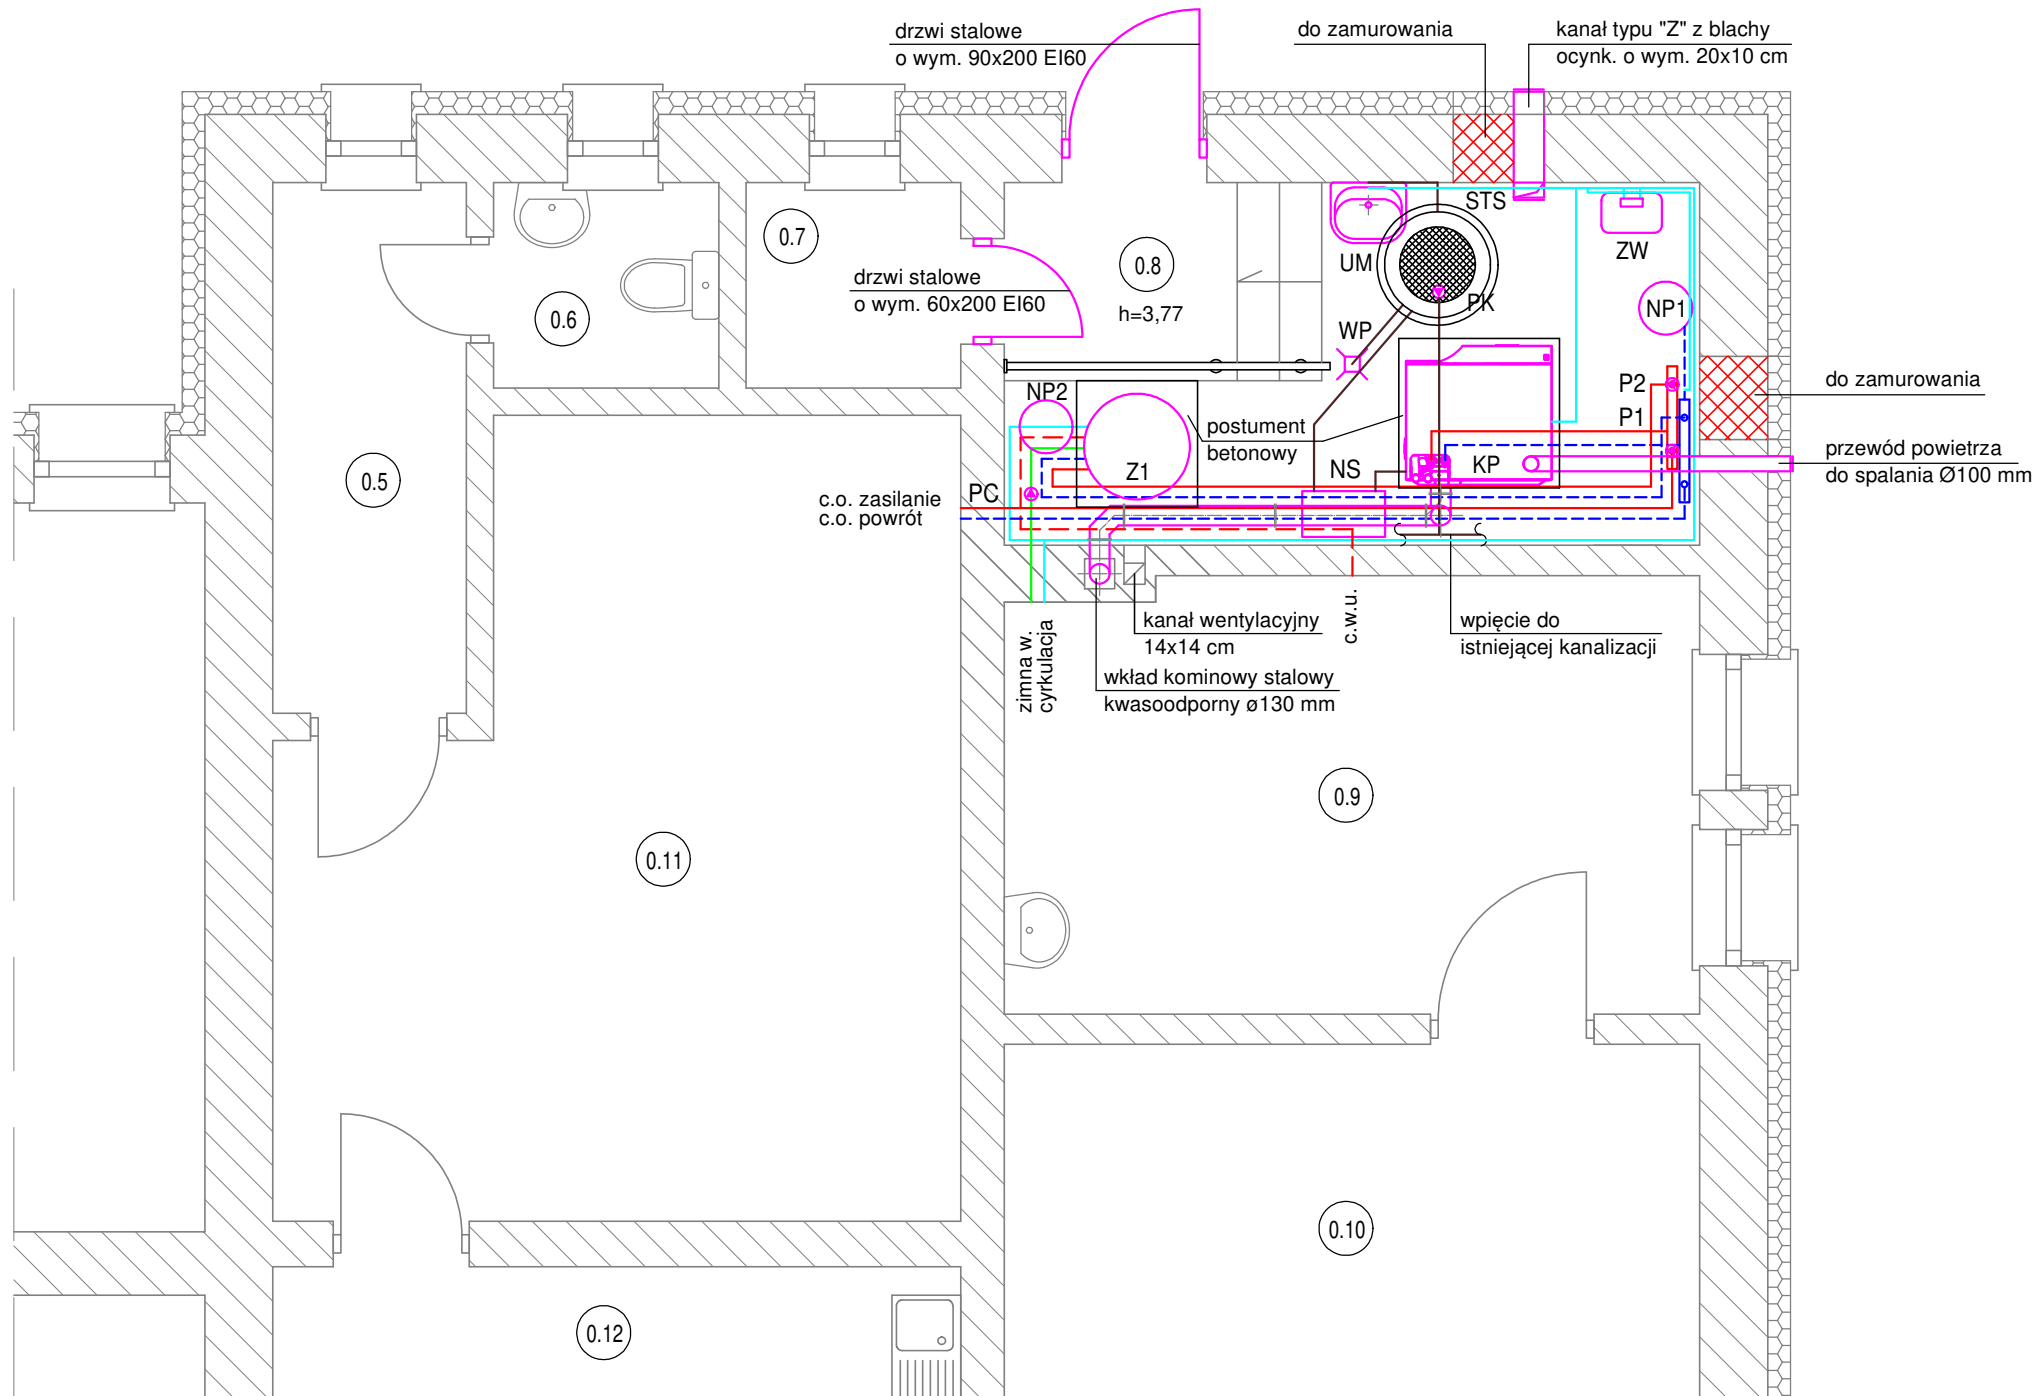 drzwi stalowe
o wym. 90x200 EI60
do zamurowania
kanał typu "Z" z blachy
ocynk. o wym. 20x10 cm
STS
0.7
0.8
UM
ZW
drzwi stalowe
o wym. 60x200 EI60
h=3,77
PK
NP1
0.6
WP
do zamurowania
P2
NP2
P1
postument
betonowy
przewód powietrza
do spalania Ø100 mm
0.5
Z1
NS
KP
PC
c.o. zasilanie
c.o. powrót
zimna w.
cyrkulacja
kanał wentylacyjny
14x14 cm
c.w.u.
wpięcie do
istniejącej kanalizacji
wkład kominowy stalowy
kwasoodporny ø130 mm
0.9
0.11
0.10
0.12